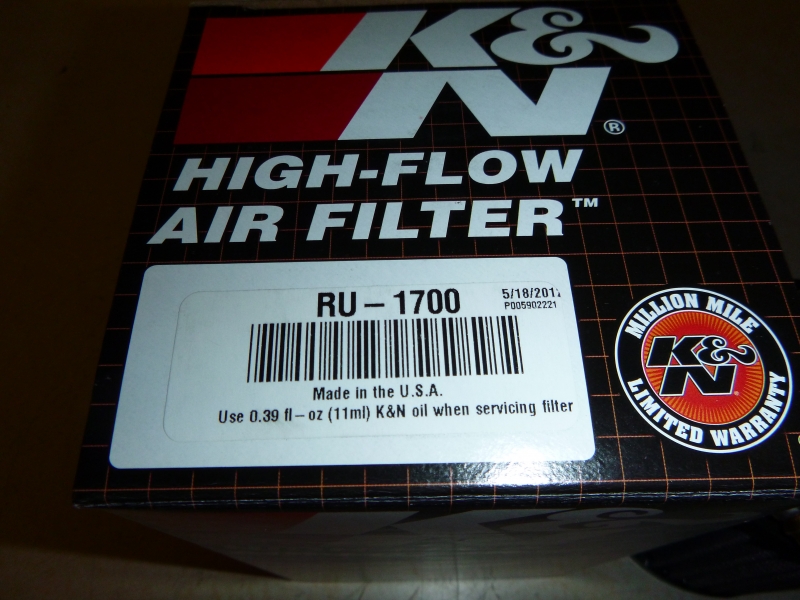 K&N®
HIGH-FLOW
AIR FILTER™
RU-1700
P005902221
Made in the U.S.A.
Use 0.39 fl-oz (11ml) K&N oil when servicing filter
MILLION MILE
K&N®
LIMITED WARRANTY
K&N